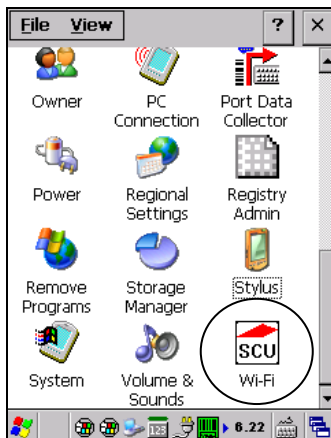 File View ? ×
Owner
PC
Connection
Port Data
Collector
Power
Regional
Settings
Registry
Admin
Remove
Programs
Storage
Manager
Stylus
System
Volume &
Sounds
SCU
Wi-Fi
123
6.22